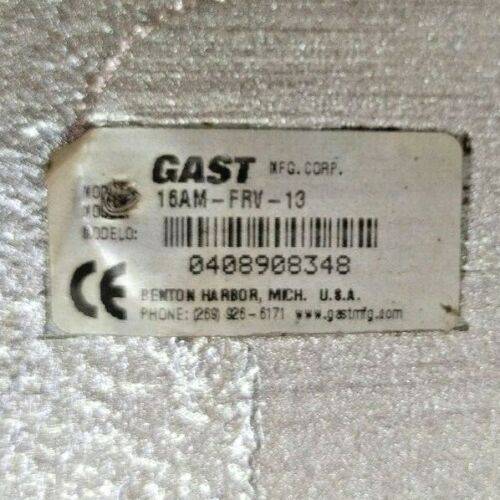 GAST MFG. CORP.
16AM-FRV-13
MODELO:
0408908348
CE
BENTON HARBOR, MICH. U.S.A.
PHONE: (269) 926-6171 www.gastmfg.com